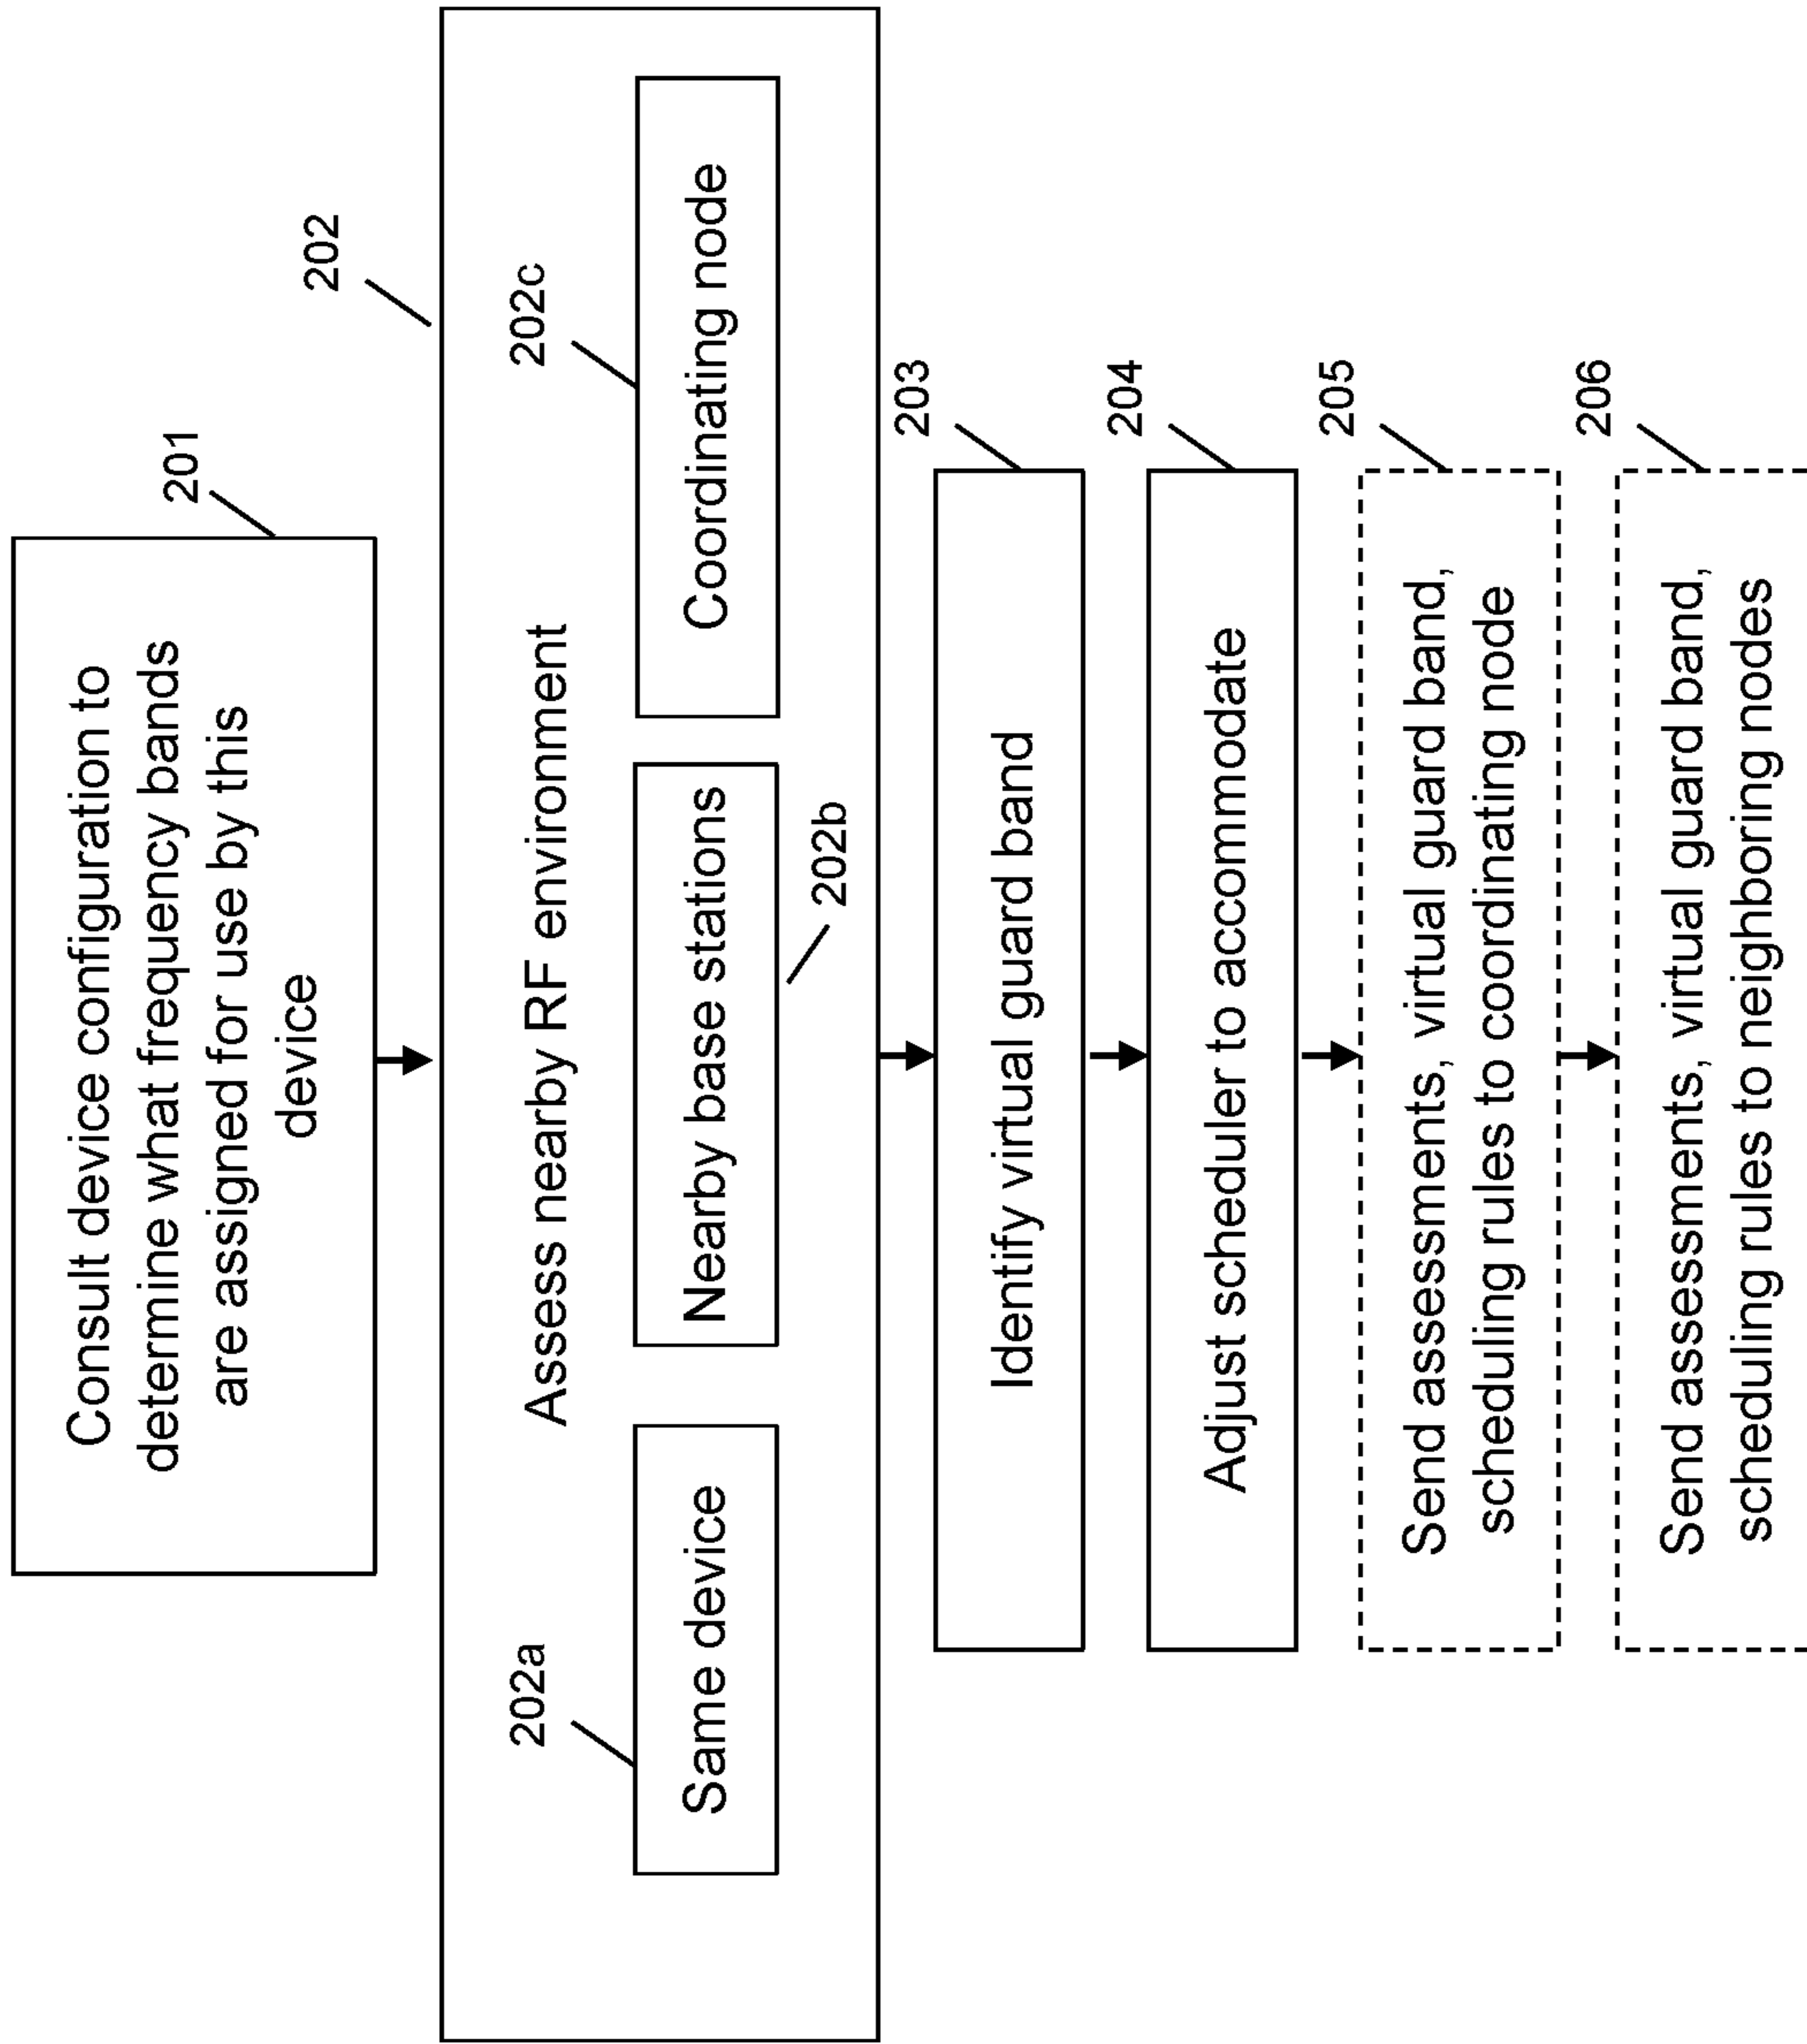 Consult device configuration to
determine what frequency bands
are assigned for use by this
device
201
202
Assess nearby RF environment
202a
Same device
Nearby base stations
202b
202c
Coordinating node
Identify virtual guard band
203
Adjust scheduler to accommodate
204
Send assessments, virtual guard band,
scheduling rules to coordinating node
205
Send assessments, virtual guard band,
scheduling rules to neighboring nodes
206